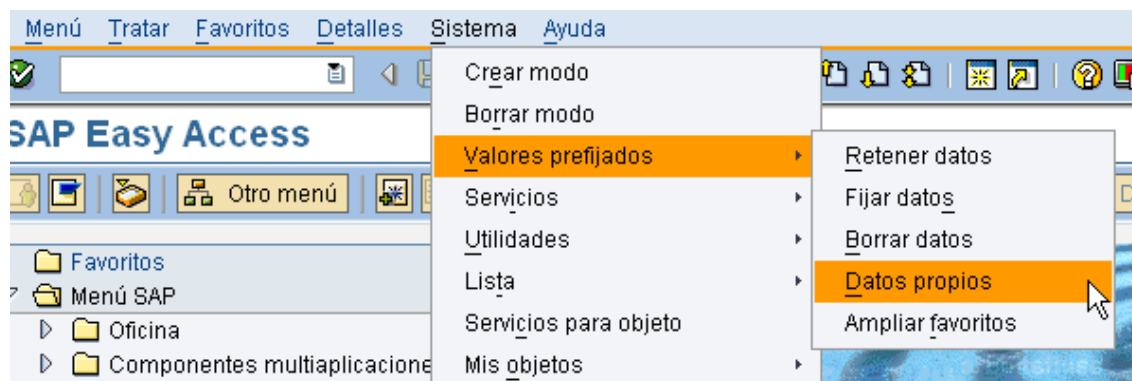 Menú Tratar Favoritos Detalles Sistema Ayuda
SAP Easy Access
Otro menú
Favoritos
Menú SAP
Oficina
Componentes multiaplicacione
Crear modo
Borrar modo
Valores prefijados
Servicios
Utilidades
Lista
Servicios para objeto
Mis objetos
Retener datos
Fijar datos
Borrar datos
Datos propios
Ampliar favoritos